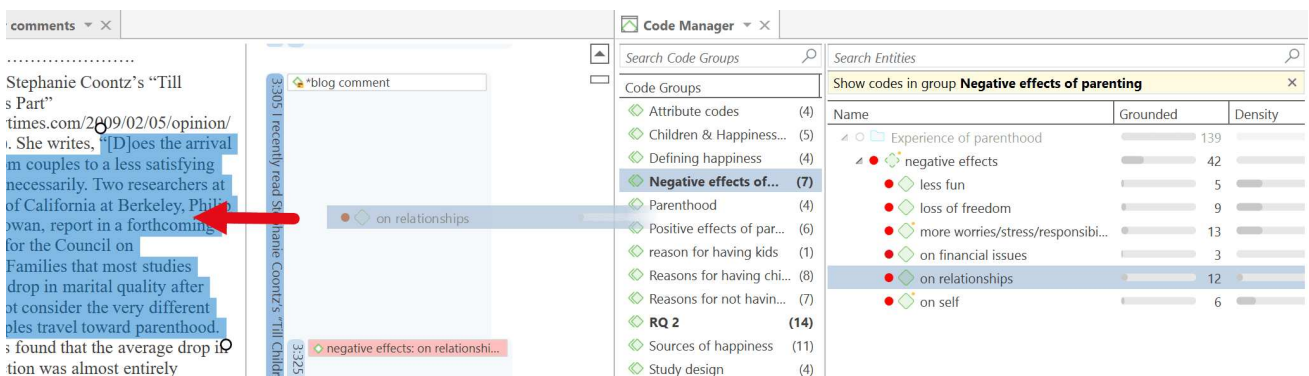 comments
…………………….
Stephanie Coontz’s “Till
s Part”
times.com/2009/02/05/opinion/
). She writes, “[D]oes the arrival
m couples to a less satisfying
necessarily. Two researchers at
of California at Berkeley, Philip
owan, report in a forthcoming
for the Council on
Families that most studies
drop in marital quality after
ot consider the very different
ples travel toward parenthood.
s found that the average drop in
tion was almost entirely
3:305 I recently read Stephanie Coontz’s “Till Childr
*blog comment
on relationships
3:325
negative effects: on relationshi...
Code Manager
Search Code Groups
Code Groups
Attribute codes (4)
Children & Happiness... (5)
Defining happiness (4)
Negative effects of... (7)
Parenthood (4)
Positive effects of par... (6)
reason for having kids (1)
Reasons for having chi... (8)
Reasons for not havin... (7)
RQ 2 (14)
Sources of happiness (11)
Study design (4)
Search Entities
Show codes in group Negative effects of parenting
Name Grounded Density
Experience of parenthood 139
negative effects 42
less fun 5
loss of freedom 9
more worries/stress/responsibi... 13
on financial issues 3
on relationships 12
on self 6